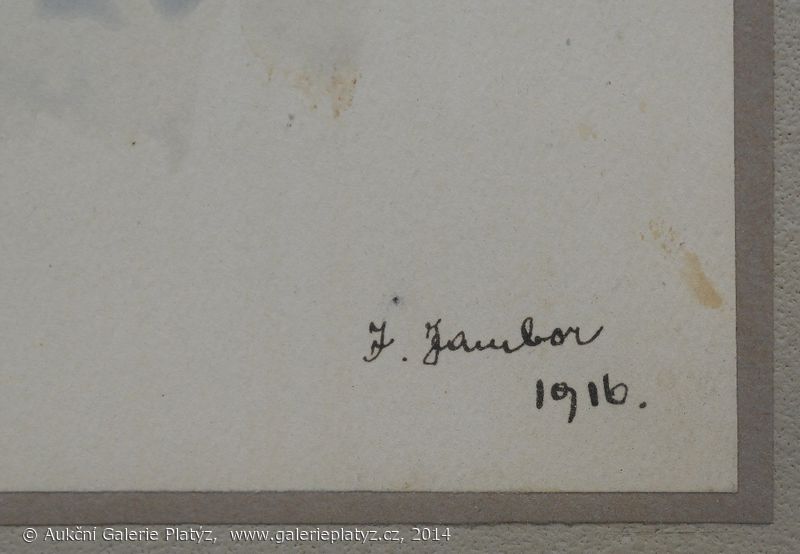 J. Jambor
1916.
© Aukční Galerie Platýz, www.galerieplatyz.cz, 2014